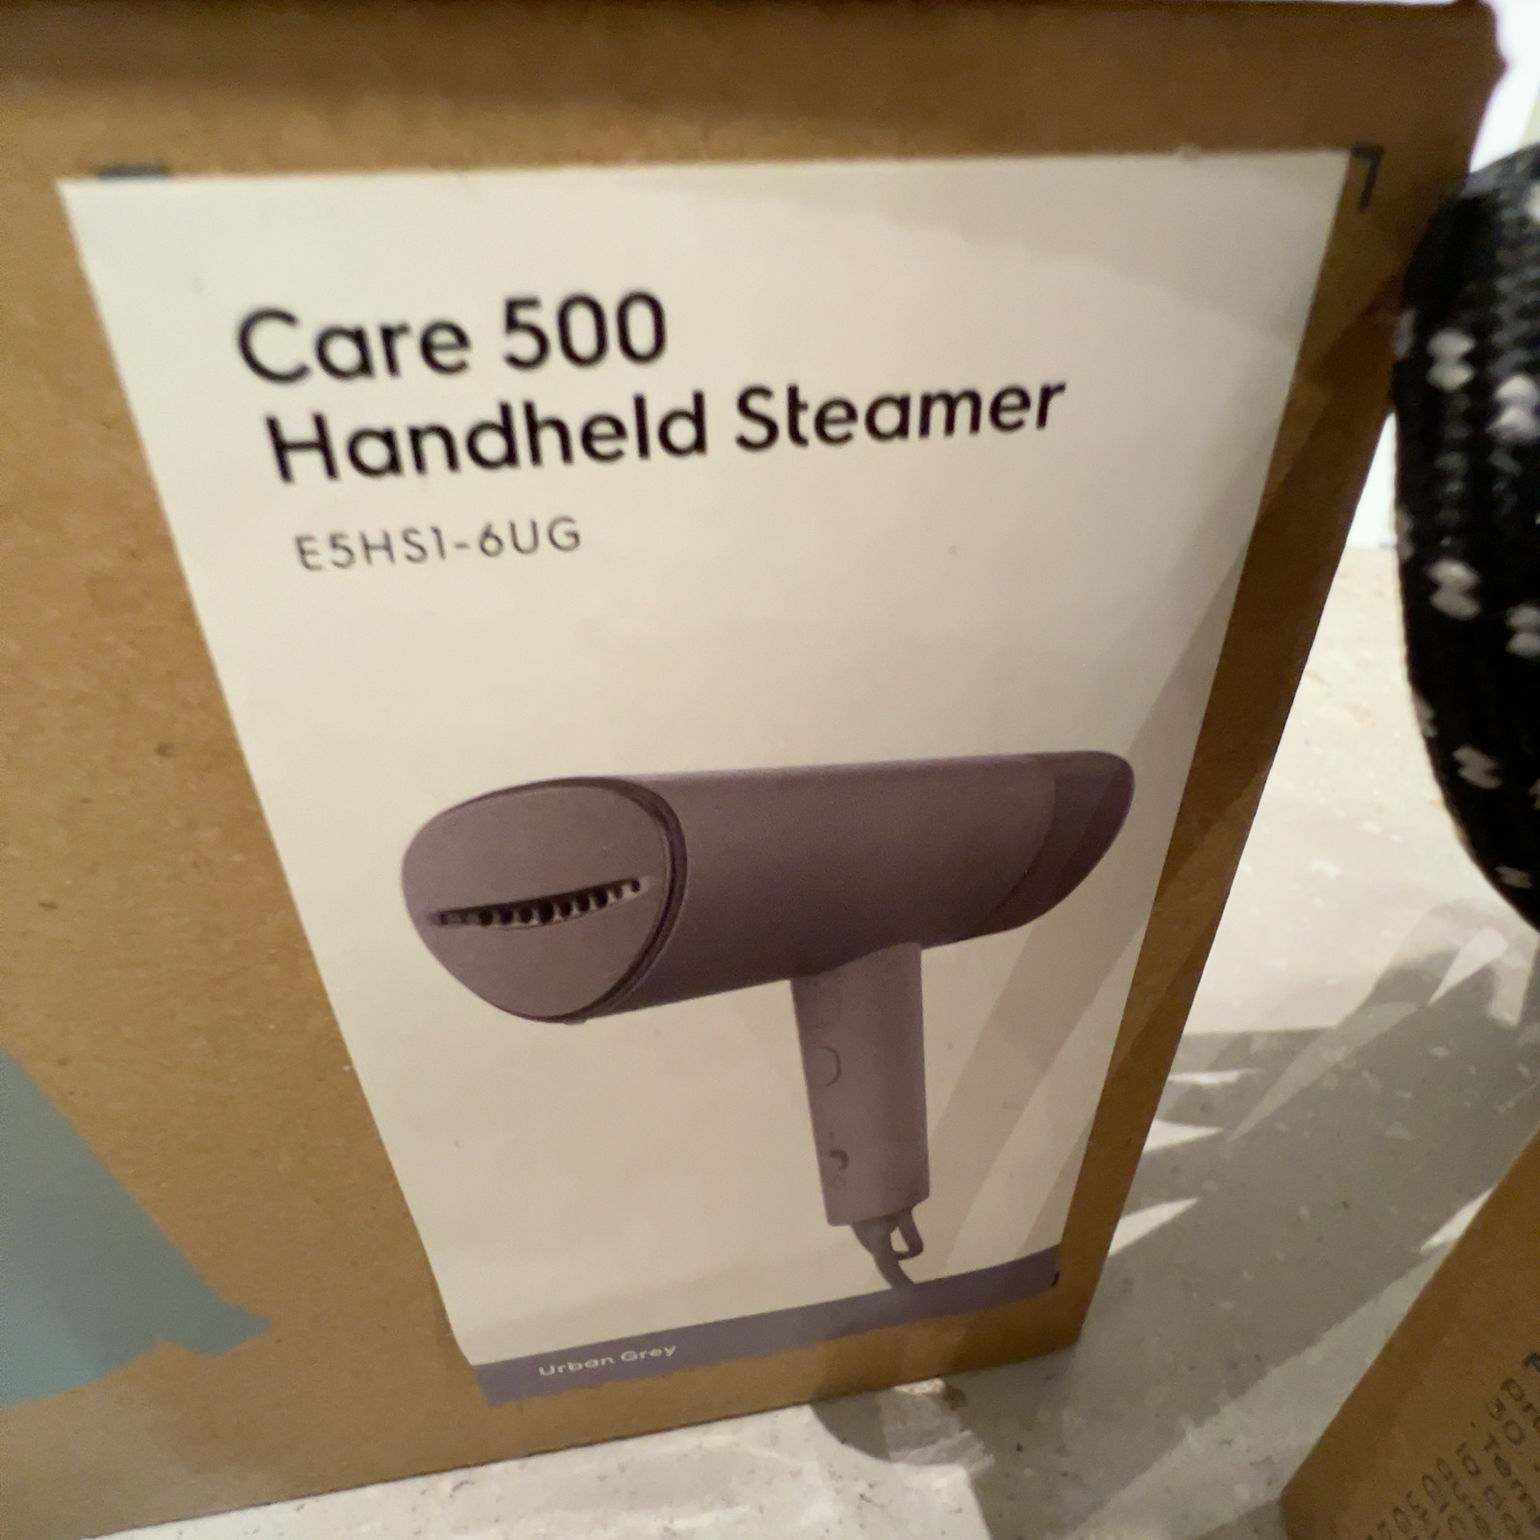 Care 500
Handheld Steamer
E5HS1-6UG
Urban Grey